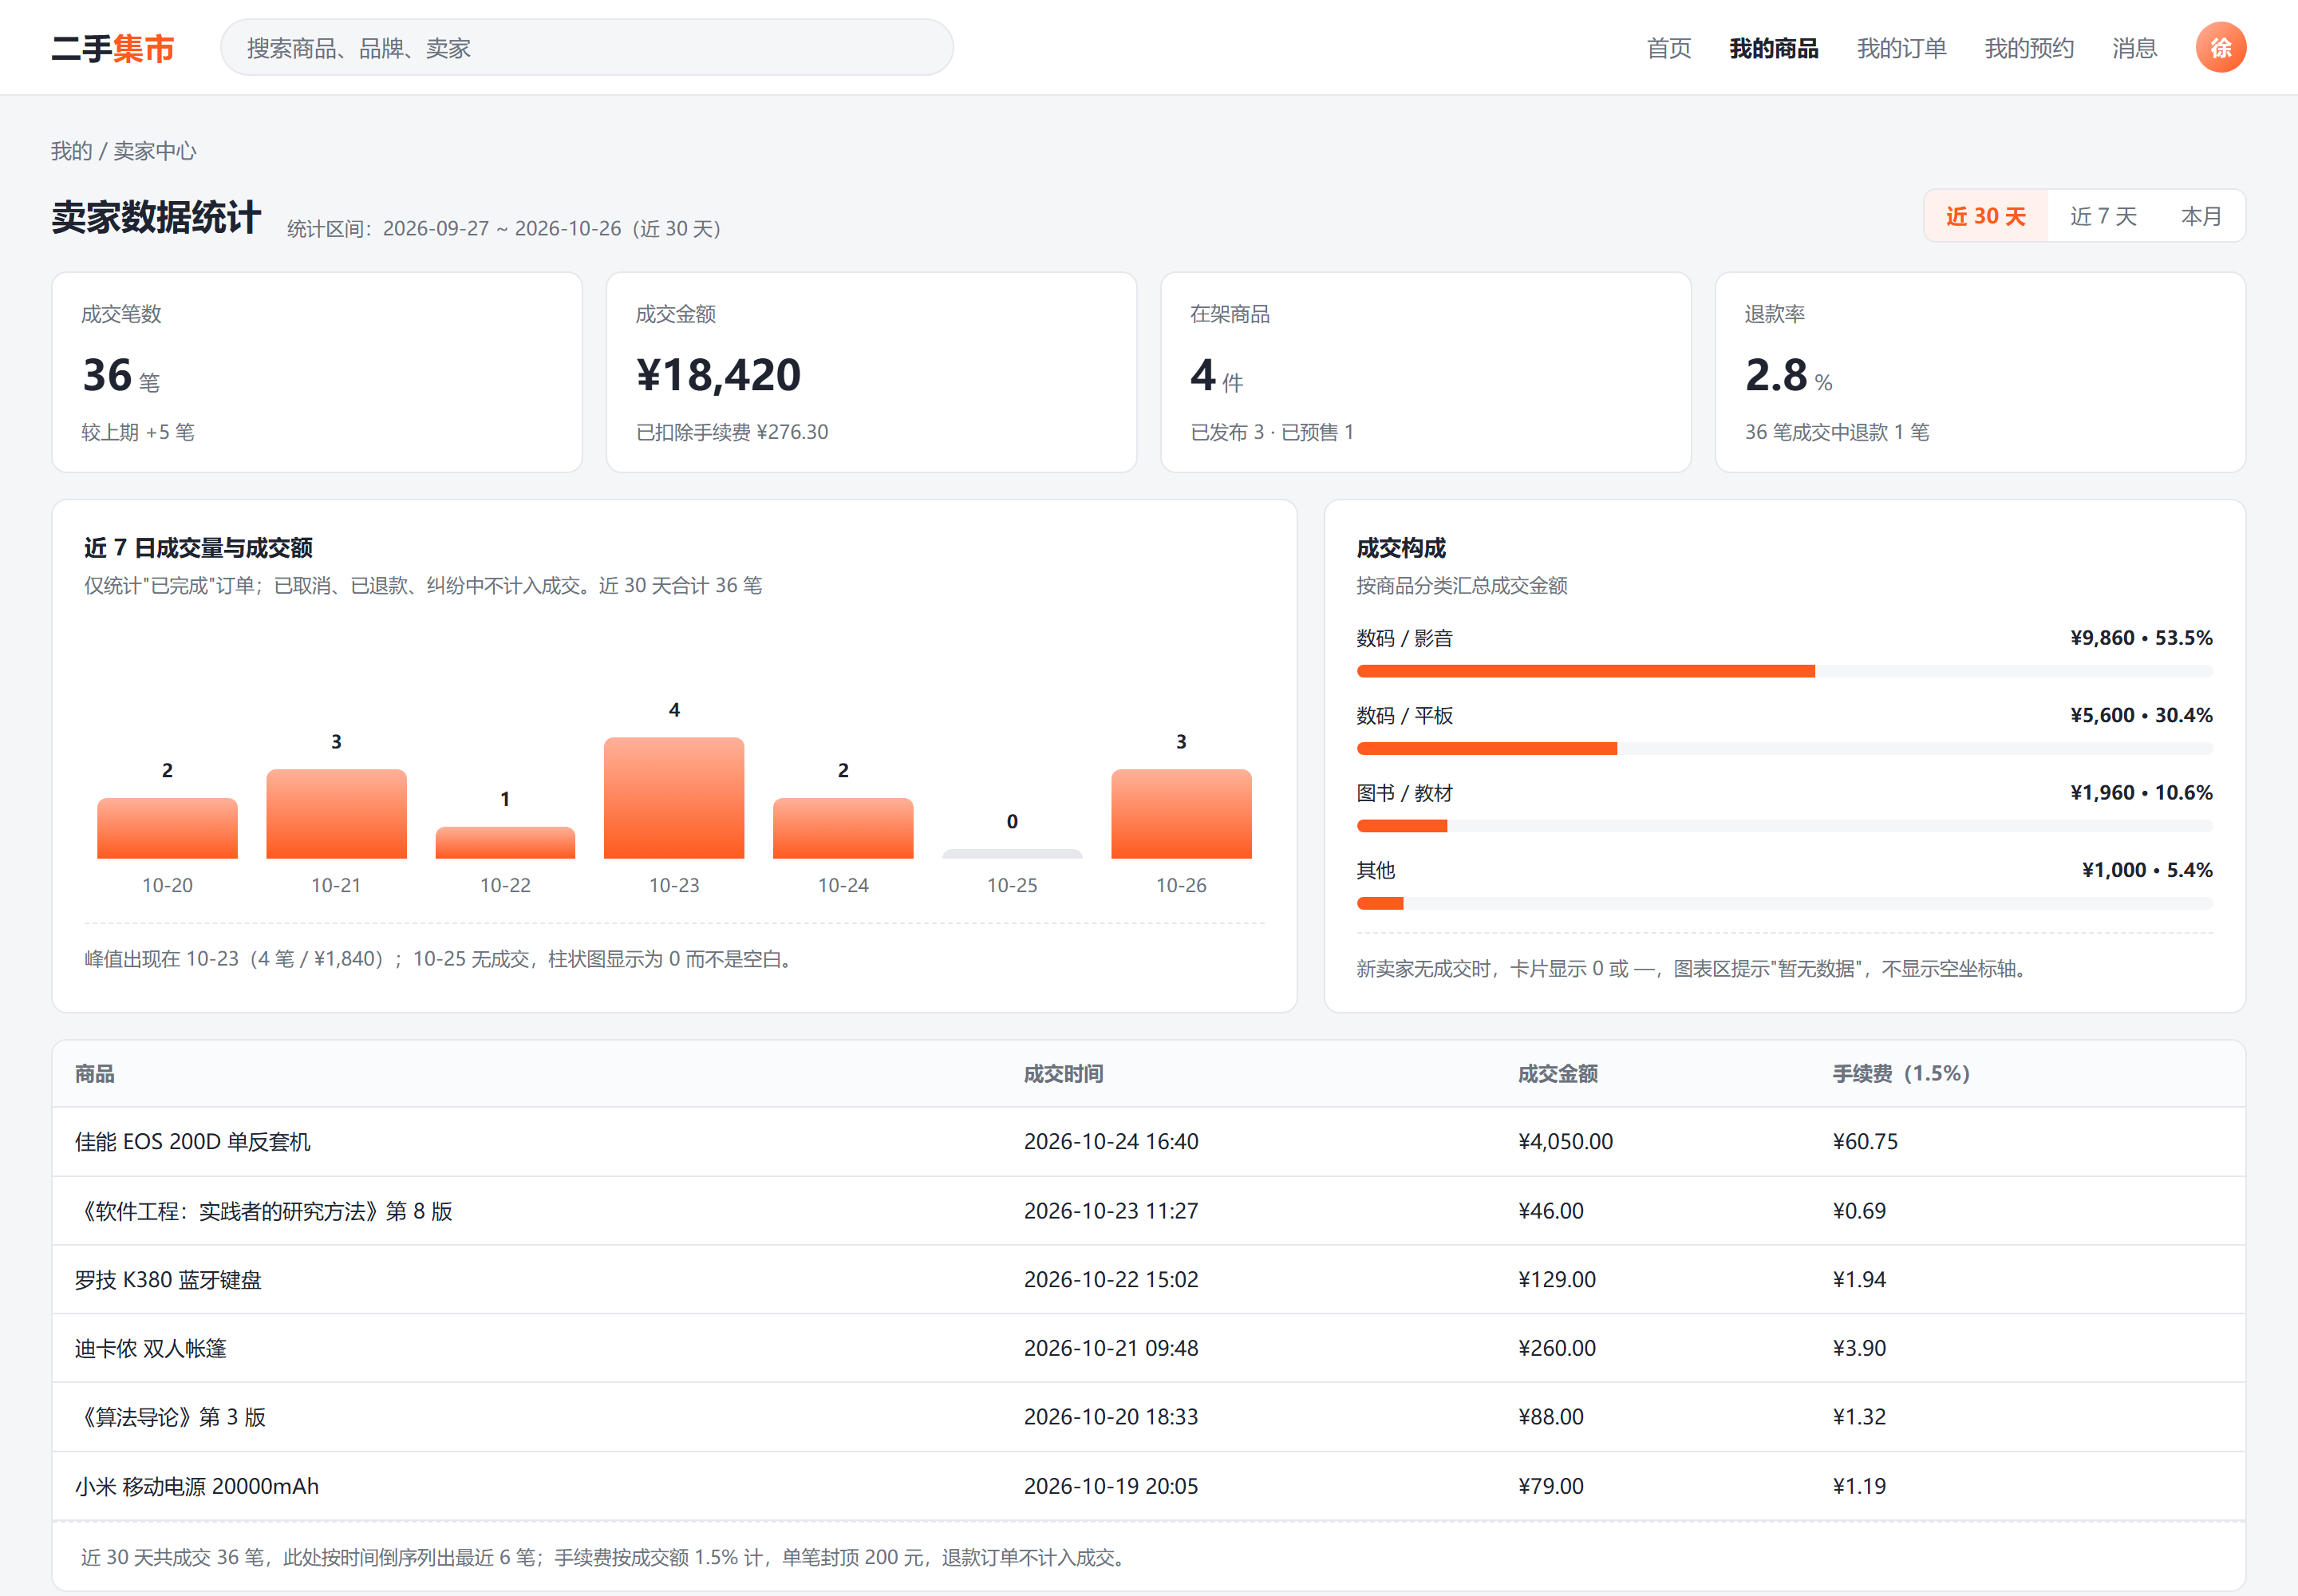 二手集市
搜索商品、品牌、卖家
首页 我的商品 我的订单 我的预约 消息 徐
我的 / 卖家中心
卖家数据统计 统计区间：2026-09-27 ~ 2026-10-26（近 30 天）
近 30 天 近 7 天 本月
成交笔数
36 笔
较上期 +5 笔
成交金额
¥18,420
已扣除手续费 ¥276.30
在架商品
4 件
已发布 3 · 已预售 1
退款率
2.8 %
36 笔成交中退款 1 笔
近 7 日成交量与成交额
仅统计"已完成"订单；已取消、已退款、纠纷中不计入成交。近 30 天合计 36 笔
2 3 1 4 2 0 3
10-20 10-21 10-22 10-23 10-24 10-25 10-26
峰值出现在 10-23（4 笔 / ¥1,840）；10-25 无成交，柱状图显示为 0 而不是空白。
成交构成
按商品分类汇总成交金额
数码 / 影音 ¥9,860 • 53.5%
数码 / 平板 ¥5,600 • 30.4%
图书 / 教材 ¥1,960 • 10.6%
其他 ¥1,000 • 5.4%
新卖家无成交时，卡片显示 0 或 —，图表区提示"暂无数据"，不显示空坐标轴。
商品 成交时间 成交金额 手续费（1.5%）
佳能 EOS 200D 单反套机 2026-10-24 16:40 ¥4,050.00 ¥60.75
《软件工程：实践者的研究方法》第 8 版 2026-10-23 11:27 ¥46.00 ¥0.69
罗技 K380 蓝牙键盘 2026-10-22 15:02 ¥129.00 ¥1.94
迪卡侬 双人帐篷 2026-10-21 09:48 ¥260.00 ¥3.90
《算法导论》第 3 版 2026-10-20 18:33 ¥88.00 ¥1.32
小米 移动电源 20000mAh 2026-10-19 20:05 ¥79.00 ¥1.19
近 30 天共成交 36 笔，此处按时间倒序列出最近 6 笔；手续费按成交额 1.5% 计，单笔封顶 200 元，退款订单不计入成交。